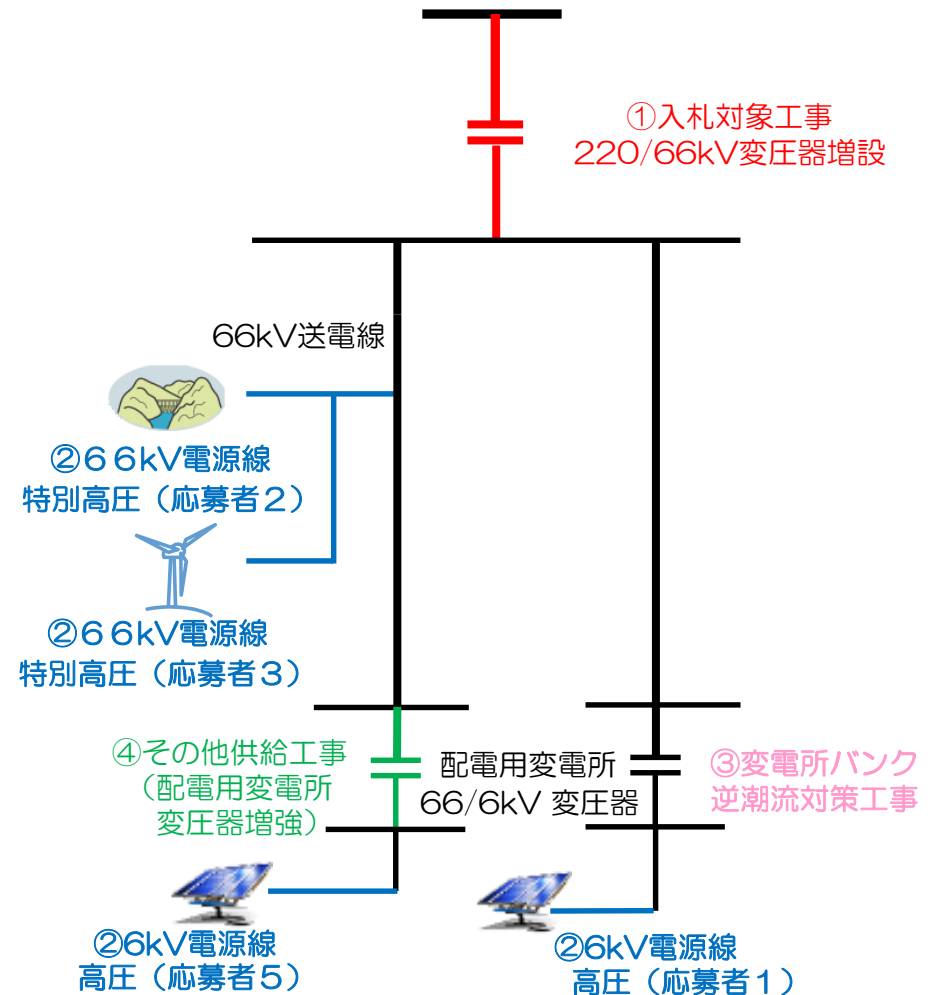 ①入札対象工事
220/66kV変圧器増設
66kV送電線
②66kV電源線
特別高圧（応募者2）
②66kV電源線
特別高圧（応募者3）
④その他供給工事
（配電用変電所
変圧器増強）
配電用変電所
66/6kV 変圧器
③変電所バンク
逆潮流対策工事
②6kV電源線
高圧（応募者5）
②6kV電源線
高圧（応募者1）